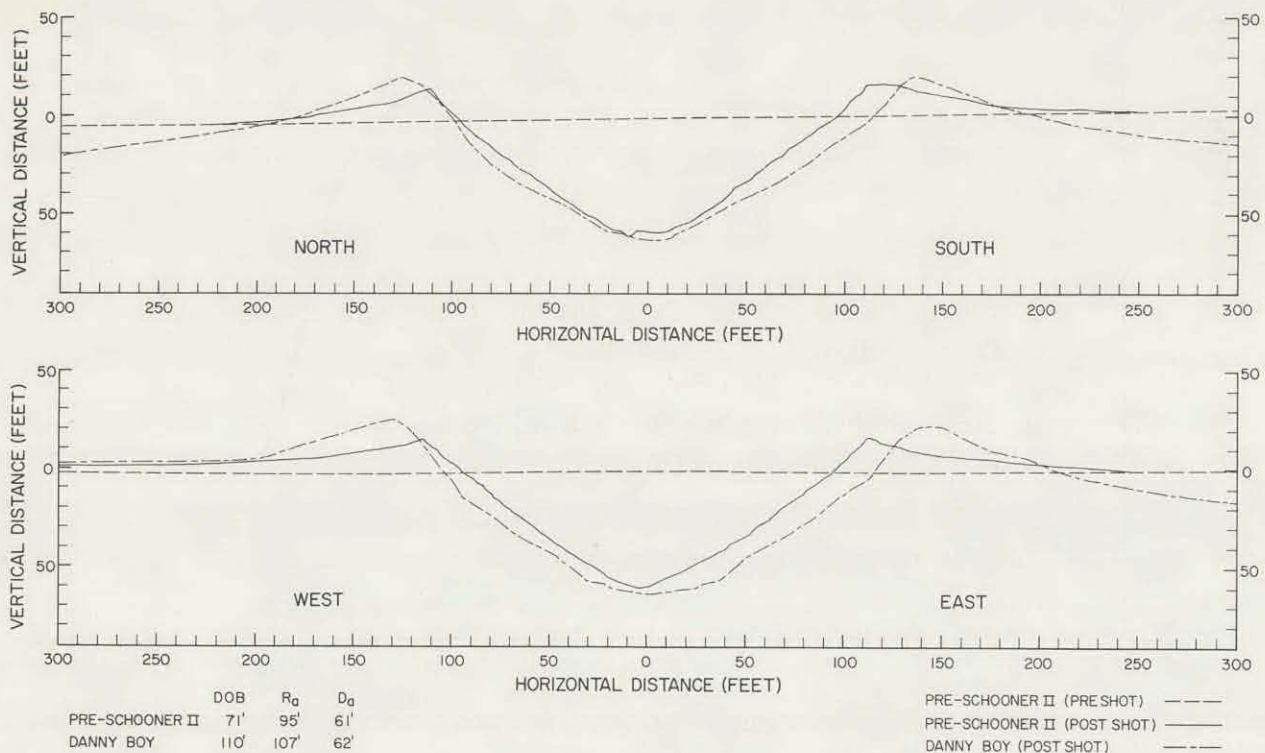 50
0
50
VERTICAL DISTANCE (FEET)
50
0
50
NORTH
SOUTH
300 250 200 150 100 50 0 50 100 150 200 250 300
HORIZONTAL DISTANCE (FEET)
50
0
50
VERTICAL DISTANCE (FEET)
50
0
50
WEST
EAST
300 250 200 150 100 50 0 50 100 150 200 250 300
HORIZONTAL DISTANCE (FEET)
DOB Ra Da
PRE-SCHOONER II 71' 95' 61'
DANNY BOY 110' 107' 62'
PRE-SCHOONER II (PRESHOT)
PRE-SCHOONER II (POST SHOT)
DANNY BOY (POST SHOT)